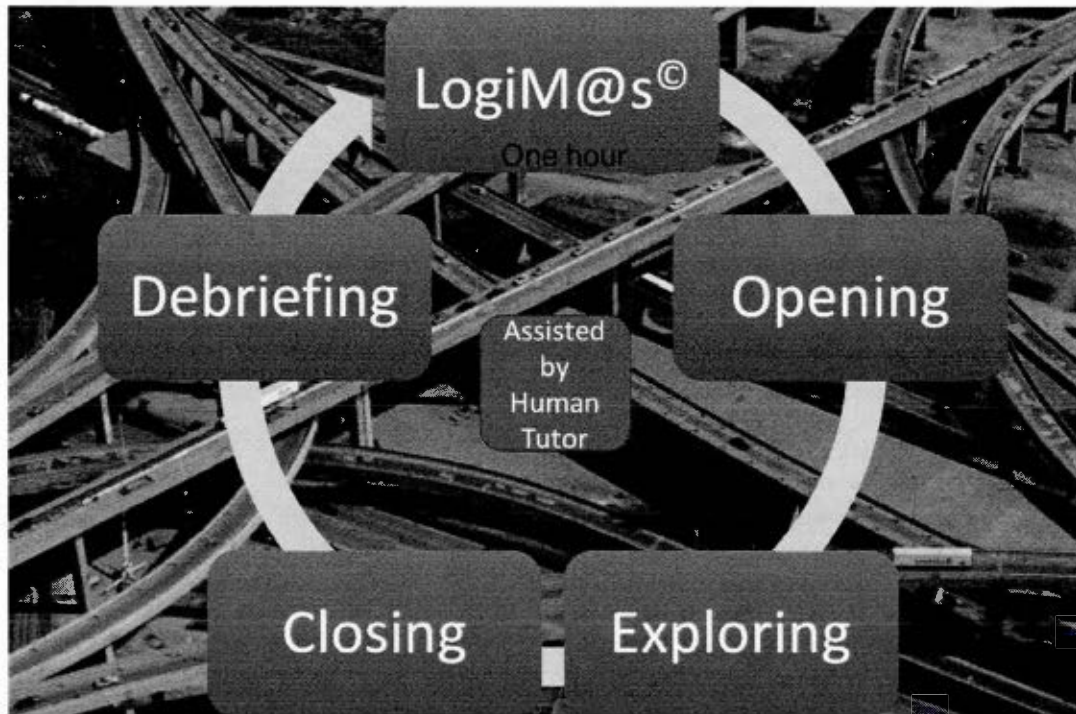 LogiM@s©
One hour
Debriefing
Opening
Assisted
by
Human
Tutor
Closing
Exploring